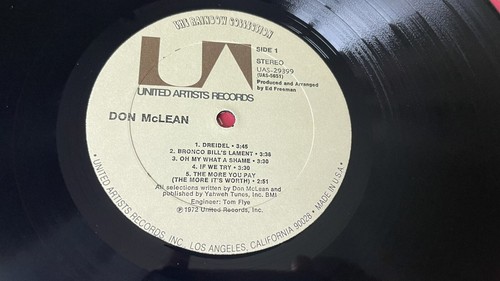 THE RAINBOW COLLECTION
UA
UNITED ARTISTS RECORDS
SIDE 1
STEREO
UAS-29399
(UAS-5651)
Produced and Arranged
by Ed Freeman
DON McLEAN
1. DREIDEL • 3:45
2. BRONCO BILL'S LAMENT • 3:36
3. OH MY WHAT A SHAME • 3:30
4. IF WE TRY • 3:30
5. THE MORE YOU PAY
(THE MORE IT'S WORTH) • 2:51
All selections written by Don McLean and
published by Yahweh Tunes, Inc. BMI
Engineer: Tom Flye
℗ 1972 United Records, Inc.
• UNITED ARTISTS RECORDS, INC. LOS ANGELES, CALIFORNIA 90028 • MADE IN U.S.A. •